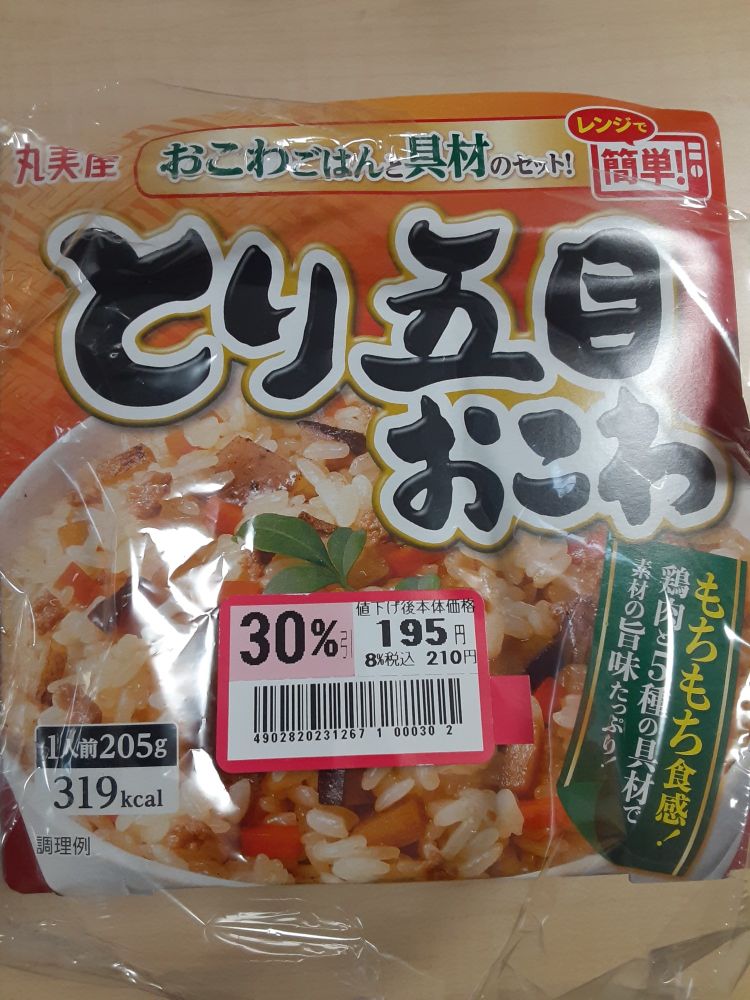 丸美屋
おこわごはんと具材のセット!
レンジで
簡単!
とり五目
おこわ
もちもち食感!
鶏肉と5種の具材で
素材の旨味たっぷり!
30%引
値下げ後本体価格
195円
8%税込 210円
4902820231267 1 00030 2
1人前205g
319kcal
調理例